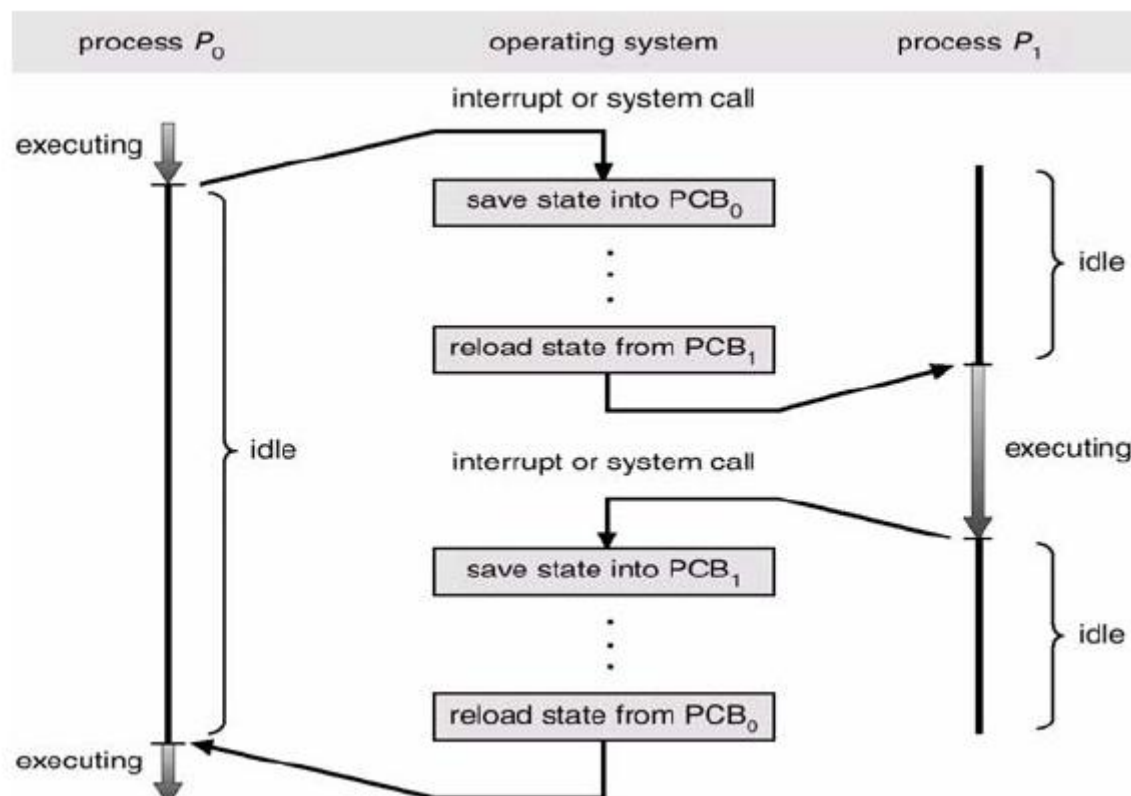 process P0 operating system process P1
interrupt or system call
executing
save state into PCB0
idle
reload state from PCB1
idle
executing
interrupt or system call
save state into PCB1
idle
reload state from PCB0
executing